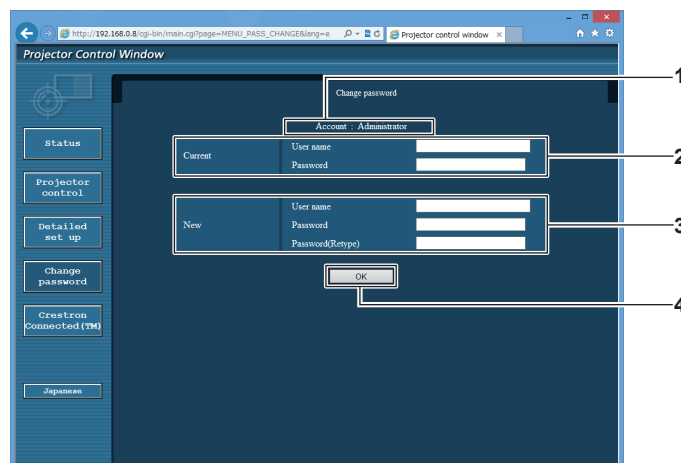 http://192.168.0.8/cgi-bin/main.cgi?page=MENU_PASS_CHANGE&lang=e
Projector control window
Projector Control Window
Change password
1
Account : Administrator
Status
Current
User name
Password
2
Projector
control
New
User name
Password
Password(Retype)
3
Detailed
set up
Change
password
OK
4
Crestron
Connected(TM)
Japanese